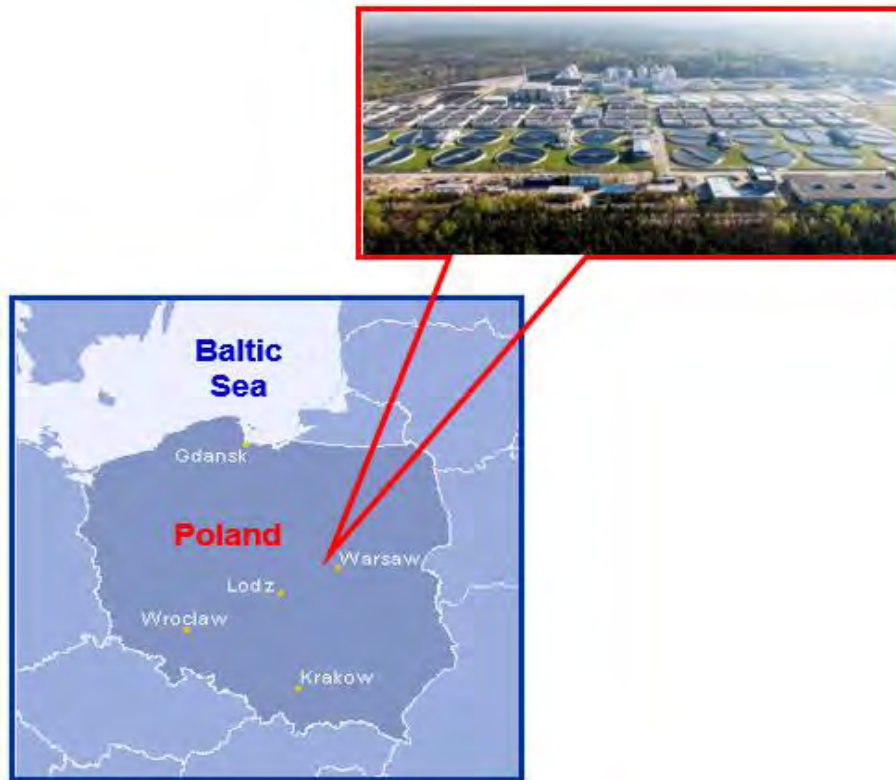 Baltic
Sea
Gdansk
Poland
Warsaw
Lodz
Wroclaw
Krakow